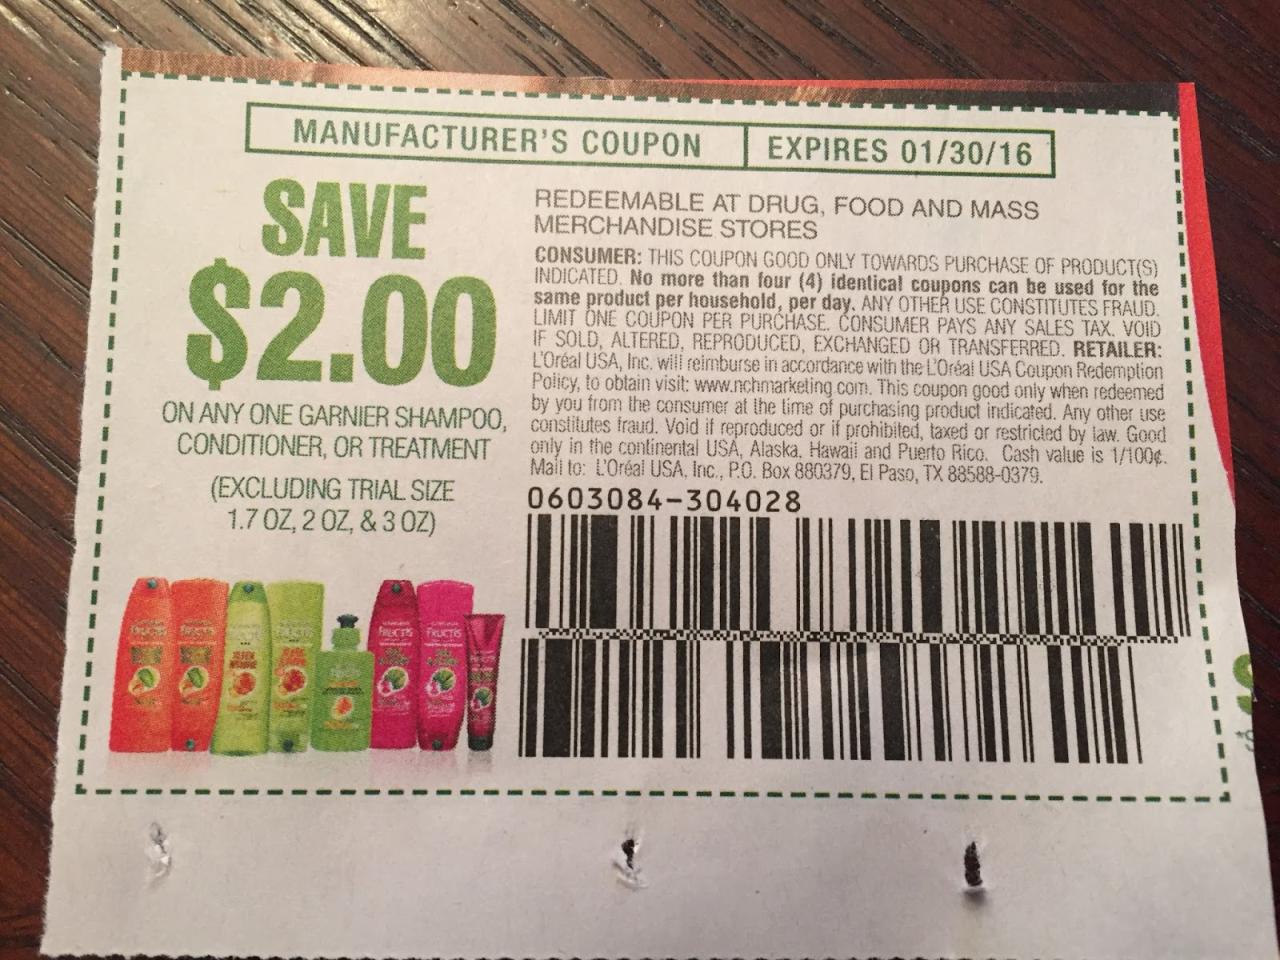 MANUFACTURER'S COUPON
EXPIRES 01/30/16
SAVE
$2.00
ON ANY ONE GARNIER SHAMPOO,
CONDITIONER, OR TREATMENT
(EXCLUDING TRIAL SIZE
1.7 OZ, 2 OZ, & 3 OZ)
REDEEMABLE AT DRUG, FOOD AND MASS
MERCHANDISE STORES
CONSUMER: THIS COUPON GOOD ONLY TOWARDS PURCHASE OF PRODUCT(S)
INDICATED. No more than four (4) identical coupons can be used for the
same product per household, per day. ANY OTHER USE CONSTITUTES FRAUD.
LIMIT ONE COUPON PER PURCHASE. CONSUMER PAYS ANY SALES TAX. VOID
IF SOLD, ALTERED, REPRODUCED, EXCHANGED OR TRANSFERRED. RETAILER:
L'Oréal USA, Inc. will reimburse in accordance with the L'Oréal USA Coupon Redemption
Policy, to obtain visit: www.nchmarketing.com. This coupon good only when redeemed
by you from the consumer at the time of purchasing product indicated. Any other use
constitutes fraud. Void if reproduced or if prohibited, taxed or restricted by law. Good
only in the continental USA, Alaska, Hawaii and Puerto Rico. Cash value is 1/100¢.
Mail to: L'Oréal USA, Inc., P.O. Box 880379, El Paso, TX 88588-0379.
0603084-304028
FRUCTIS
FRUCTIS
FRUCTIS
FRUCTIS